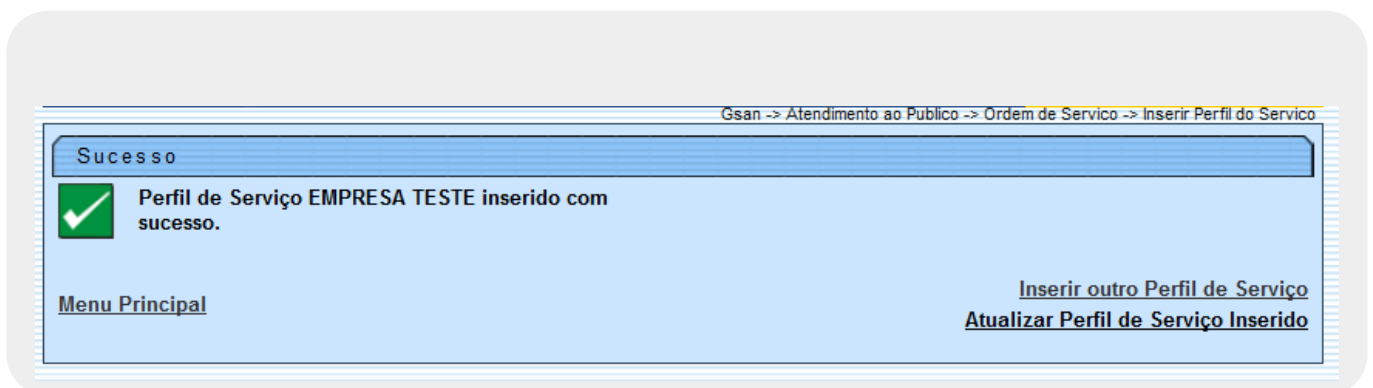 Gsan -> Atendimento ao Publico -> Ordem de Servico -> Inserir Perfil do Servico
Sucesso
Perfil de Serviço EMPRESA TESTE inserido com
sucesso.
Inserir outro Perfil de Serviço
Menu Principal
Atualizar Perfil de Serviço Inserido